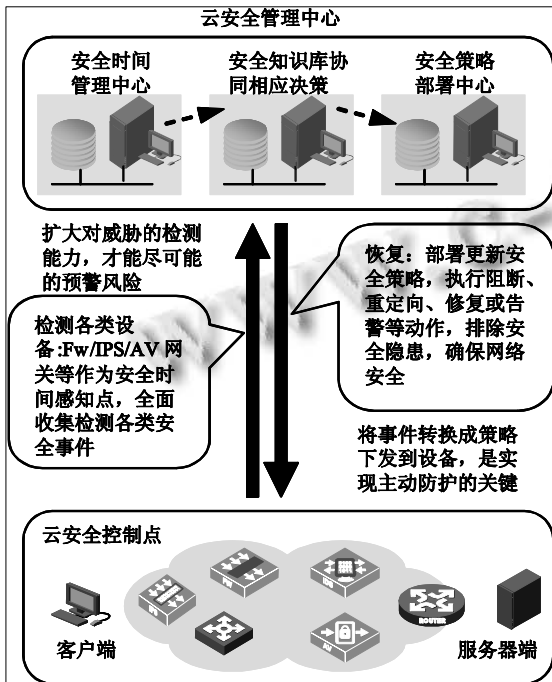 云安全管理中心
安全时间
管理中心
安全知识库协
同相应决策
安全策略
部署中心
扩大对威胁的检测
能力，才能尽可能
的预警风险
检测各类设
备:Fw/IPS/AV 网
关等作为安全时
间感知点，全面
收集检测各类安
全事件
恢复：部署更新安
全策略，执行阻断、
重定向、修复或告
警等动作，排除安
全隐患，确保网络
安全
将事件转换成策略
下发到设备，是实
现主动防护的关键
云安全控制点
客户端
AV
ROUTER
服务器端